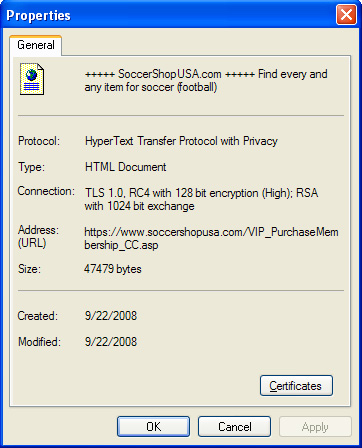 Properties
General
+++++ SoccerShopUSA.com +++++ Find every and
any item for soccer (football)
Protocol: HyperText Transfer Protocol with Privacy
Type: HTML Document
Connection: TLS 1.0, RC4 with 128 bit encryption (High); RSA
with 1024 bit exchange
Address: https://www.soccershopusa.com/VIP_PurchaseMem
(URL) bership_CC.asp
Size: 47479 bytes
Created: 9/22/2008
Modified: 9/22/2008
Certificates
OK Cancel Apply